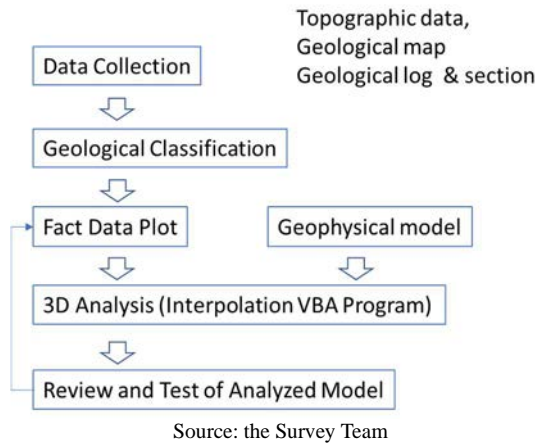 Topographic data,
Geological map
Geological log & section
Data Collection
Geological Classification
Fact Data Plot
Geophysical model
3D Analysis (Interpolation VBA Program)
Review and Test of Analyzed Model
Source: the Survey Team